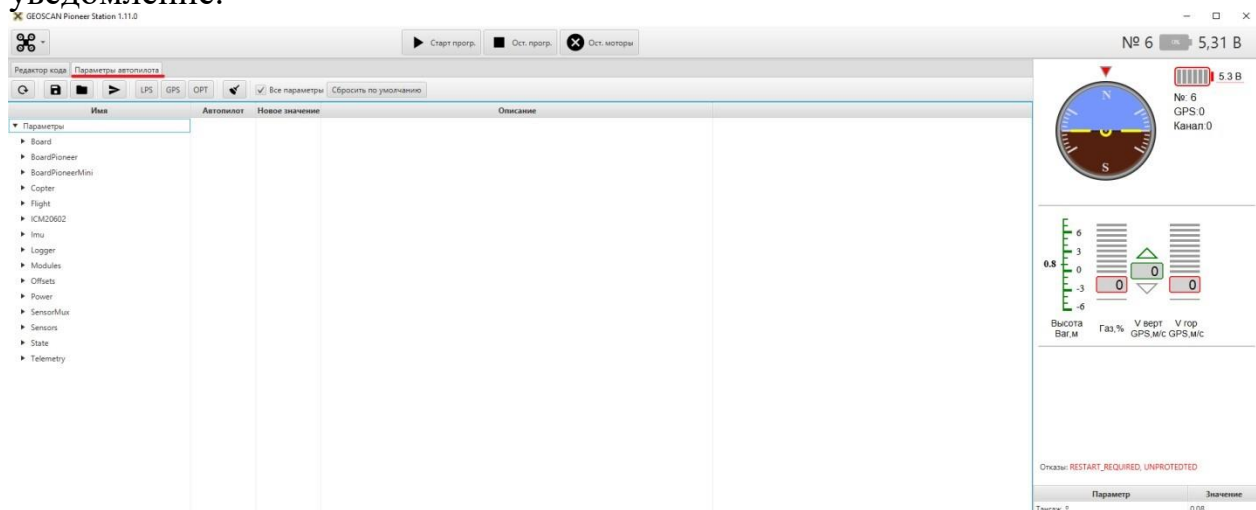 уведомление.
GEOSCAN Pioneer Station 1.11.0
Старт прогр. Ост. прогр. Ост. моторы № 6 5,31 В
Редактор кода Параметры автопилота
LPS GPS OPT Все параметры Сбросить по умолчанию
Имя Автопилот Новое значение Описание
Параметры
Board
BoardPioneer
BoardPioneerMini
Copter
Flight
ICM20602
Imu
Logger
Modules
Offsets
Power
SensorMux
Sensors
State
Telemetry
5.3 В
№: 6
GPS:0
Канал:0
N
S
6
3
0.8 0 0
-3 0 0
-6
Высота Газ,% V верт V гор
Bar,м GPS,м/с GPS,м/с
Отказы: RESTART_REQUIRED, UNPROTEDTED
Параметр Значение
0.08